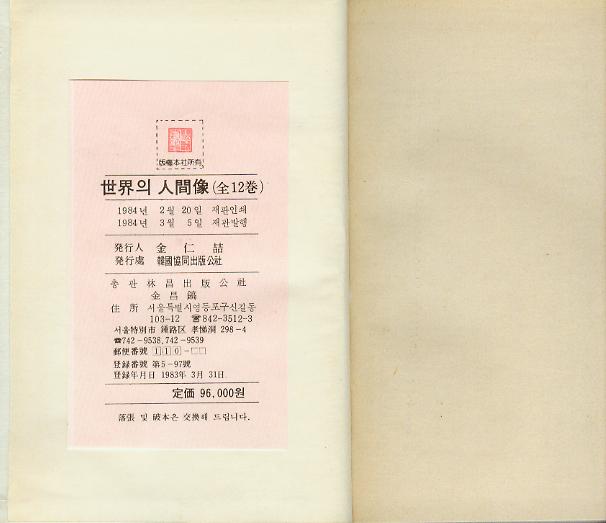 版權本社所有
世界의 人間像 (全12卷)
1984년 2월 20일 재판인쇄
1984년 3월 5일 재판발행
発行人 金仁喆
発行處 韓國協同出版公社
총판 林昌出版公社
金昌鎭
住所 서울특별시영등포구신길동
103-12 ☎842-3512-3
서울特別市 鍾路区 孝悌洞 298-4
☎742-9538, 742-9539
郵便番號 110-□□
登録番號 第5-97號
登録年月日 1983年 3月 31日
定価 96,000원
落張 및 破本은 交換해 드립니다.